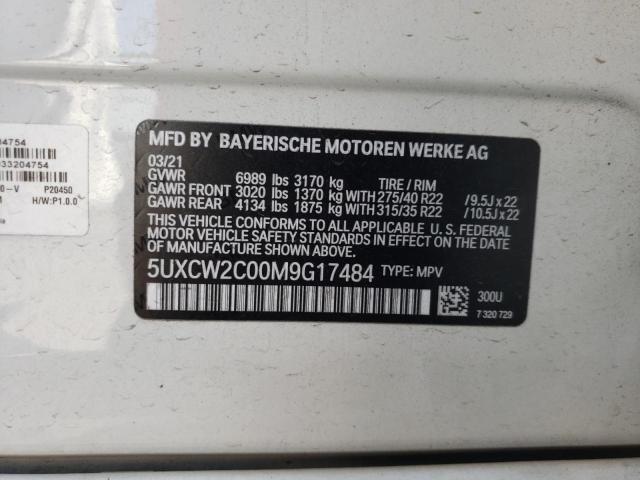 04754
033204754
0-V P20450
M H/W:P1.0.0
MFD BY BAYERISCHE MOTOREN WERKE AG
03/21
GVWR 6989 lbs 3170 kg TIRE / RIM
GAWR FRONT 3020 lbs 1370 kg WITH 275/40 R22 / 9.5J x 22
GAWR REAR 4134 lbs 1875 kg WITH 315/35 R22 / 10.5J x 22
THIS VEHICLE CONFORMS TO ALL APPLICABLE U. S. FEDERAL
MOTOR VEHICLE SAFETY STANDARDS IN EFFECT ON THE
DATE OF MANUFACTURE SHOWN ABOVE.
5UXCW2C00M9G17484 TYPE: MPV
300U
7 320 729